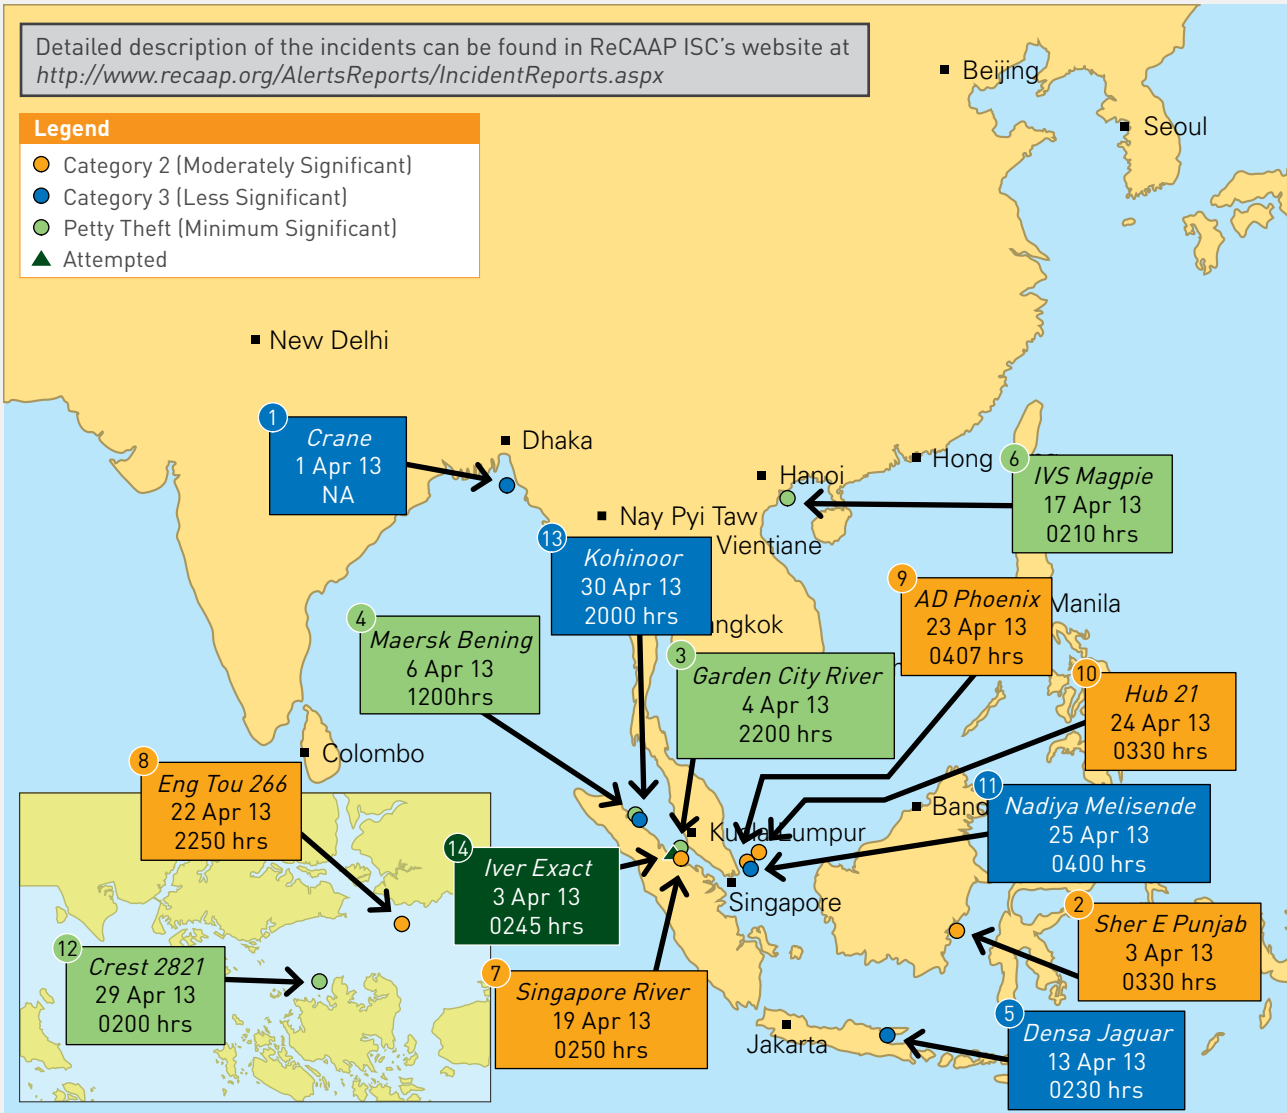 Detailed description of the incidents can be found in ReCAAP ISC's website at
http://www.recaap.org/AlertsReports/IncidentReports.aspx
Legend
Category 2 (Moderately Significant)
Category 3 (Less Significant)
Petty Theft (Minimum Significant)
Attempted
Beijing
Seoul
New Delhi
Dhaka
Hanoi
Hong
Nay Pyi Taw
Vientiane
ngkok
Manila
Colombo
Kuala Lumpur
Band
Singapore
Jakarta
1
Crane
1 Apr 13
NA
6
IVS Magpie
17 Apr 13
0210 hrs
13
Kohinoor
30 Apr 13
2000 hrs
9
AD Phoenix
23 Apr 13
0407 hrs
4
Maersk Bening
6 Apr 13
1200hrs
3
Garden City River
4 Apr 13
2200 hrs
10
Hub 21
24 Apr 13
0330 hrs
8
Eng Tou 266
22 Apr 13
2250 hrs
11
Nadiya Melisende
25 Apr 13
0400 hrs
14
Iver Exact
3 Apr 13
0245 hrs
2
Sher E Punjab
3 Apr 13
0330 hrs
12
Crest 2821
29 Apr 13
0200 hrs
7
Singapore River
19 Apr 13
0250 hrs
5
Densa Jaguar
13 Apr 13
0230 hrs